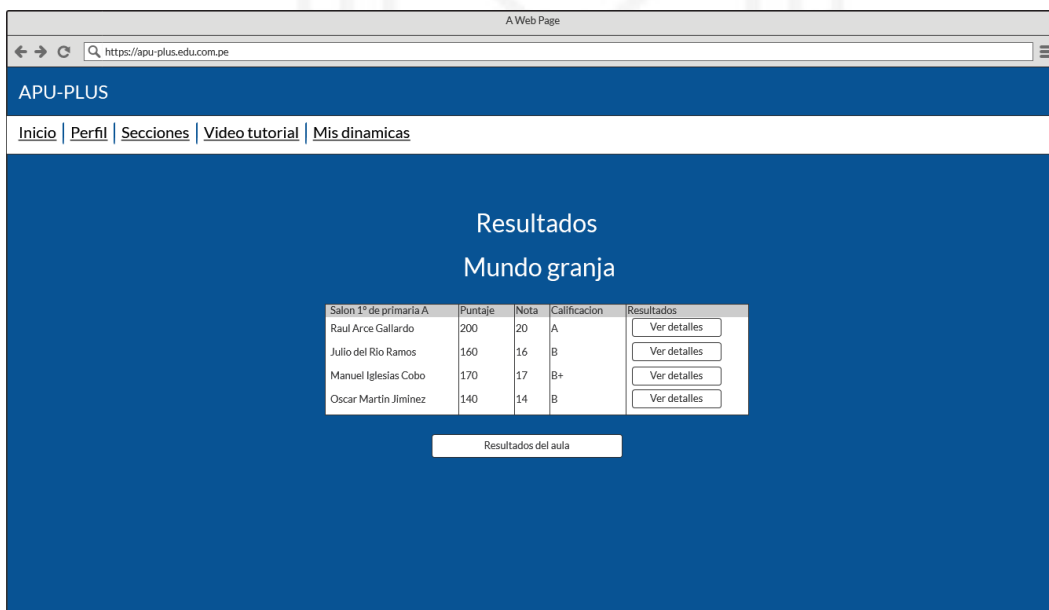 A Web Page
https://apu-plus.edu.com.pe
APU-PLUS
Inicio | Perfil | Secciones | Video tutorial | Mis dinamicas
Resultados
Mundo granja
Salon 1° de primaria A Puntaje Nota Calificacion Resultados
Raul Arce Gallardo 200 20 A Ver detalles
Julio del Rio Ramos 160 16 B Ver detalles
Manuel Iglesias Cobo 170 17 B+ Ver detalles
Oscar Martin Jiminez 140 14 B Ver detalles
Resultados del aula